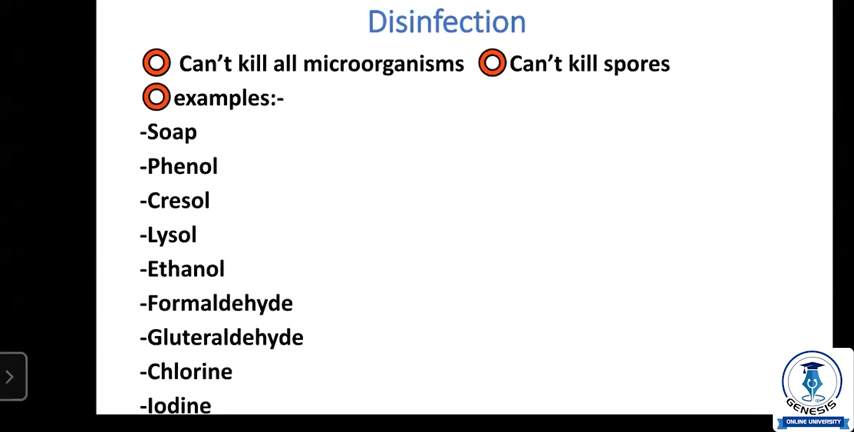 Disinfection
Can't kill all microorganisms Can't kill spores
examples:-
-Soap
-Phenol
-Cresol
-Lysol
-Ethanol
-Formaldehyde
-Gluteraldehyde
-Chlorine
-Iodine
GENESIS
ONLINE UNIVERSITY